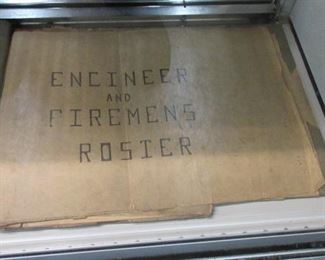 ENGINEER
AND
FIREMENS
ROSTER